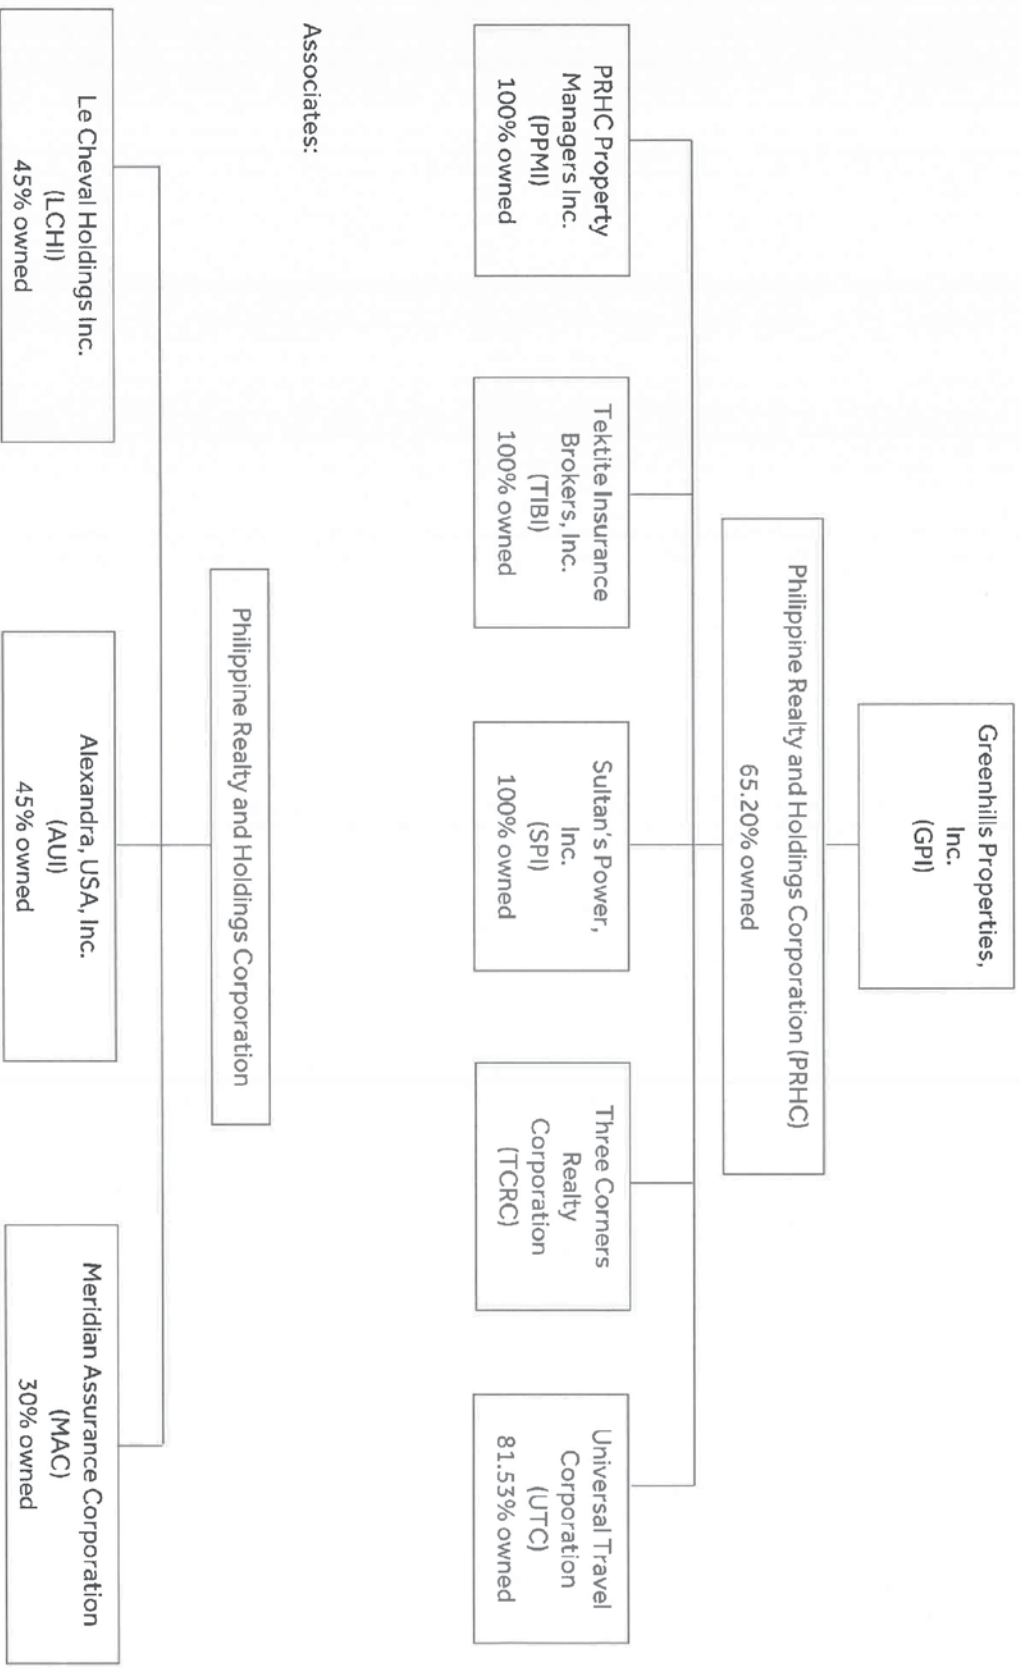 Greenhills Properties,
Inc.
(GPI)
Philippine Realty and Holdings Corporation (PRHC)
65.20% owned
PRHC Property
Managers Inc.
(PPMI)
100% owned
Tektite Insurance
Brokers, Inc.
(TIBI)
100% owned
Sultan's Power,
Inc.
(SPI)
100% owned
Three Corners
Realty
Corporation
(TCRC)
Universal Travel
Corporation
(UTC)
81.53% owned
Associates:
Philippine Realty and Holdings Corporation
Le Cheval Holdings Inc.
(LCHI)
45% owned
Alexandra, USA, Inc.
(AUI)
45% owned
Meridian Assurance Corporation
(MAC)
30% owned